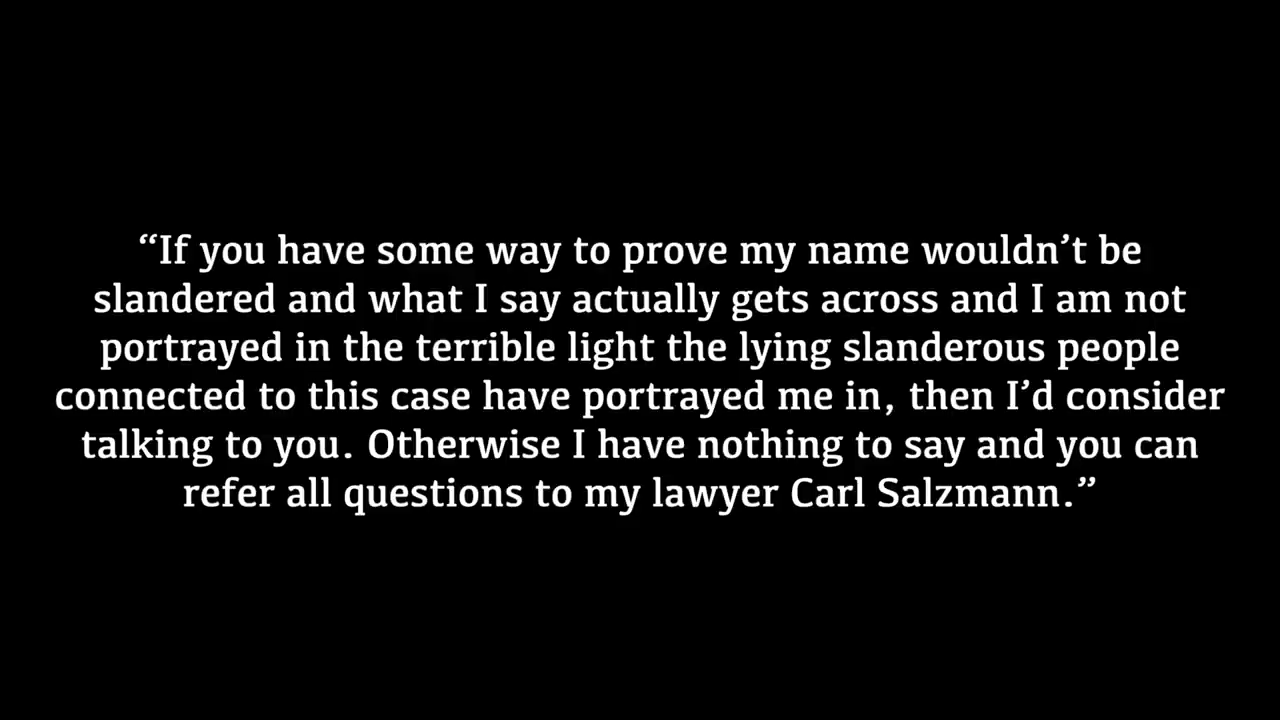 “If you have some way to prove my name wouldn’t be
slandered and what I say actually gets across and I am not
portrayed in the terrible light the lying slanderous people
connected to this case have portrayed me in, then I’d consider
talking to you. Otherwise I have nothing to say and you can
refer all questions to my lawyer Carl Salzmann.”